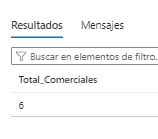 Resultados Mensajes
Buscar en elementos de filtro.
Total_Comerciales
6